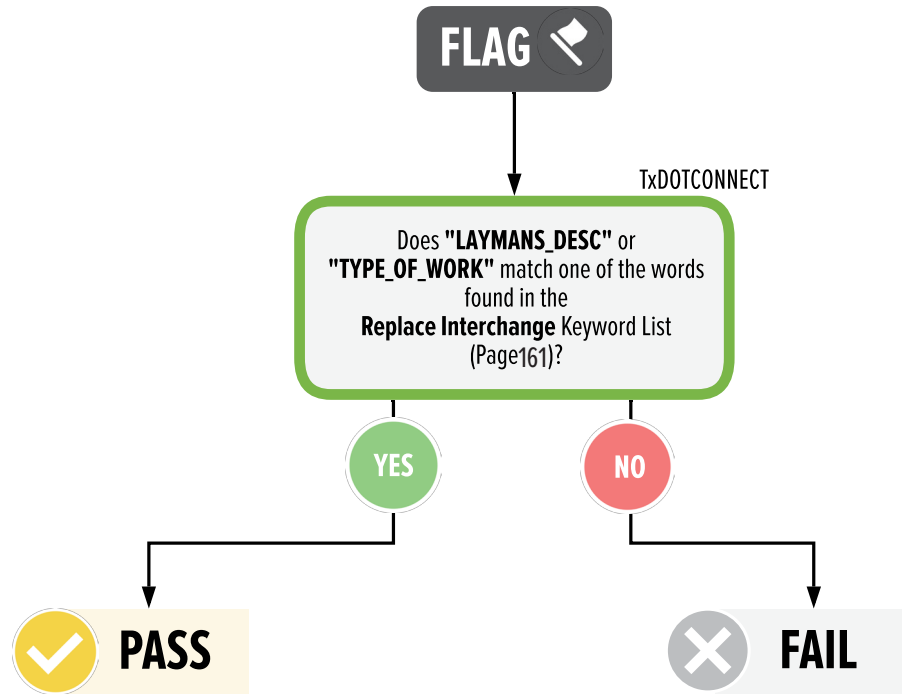 FLAG
TxDOTCONNECT
Does "LAYMANS_DESC" or
"TYPE_OF_WORK" match one of the words
found in the
Replace Interchange Keyword List
(Page161)?
YES
NO
PASS
FAIL